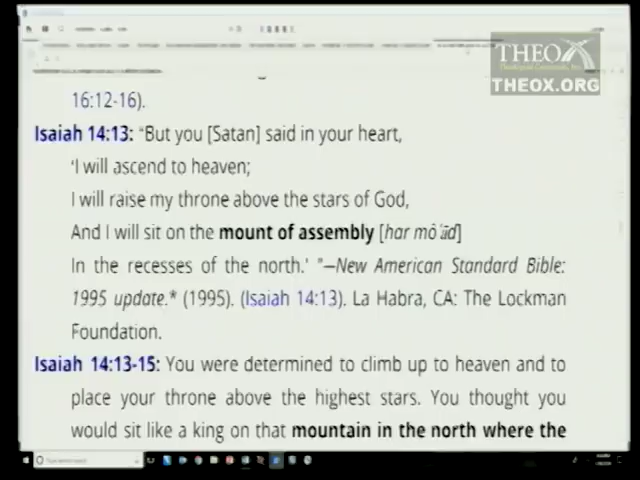 THEOX
THEOX.ORG
16:12-16).
Isaiah 14:13: "But you [Satan] said in your heart,
'I will ascend to heaven;
I will raise my throne above the stars of God,
And I will sit on the mount of assembly [har mô'ād]
In the recesses of the north.' "—New American Standard Bible:
1995 update.* (1995). (Isaiah 14:13). La Habra, CA: The Lockman
Foundation.
Isaiah 14:13-15: You were determined to climb up to heaven and to
place your throne above the highest stars. You thought you
would sit like a king on that mountain in the north where the